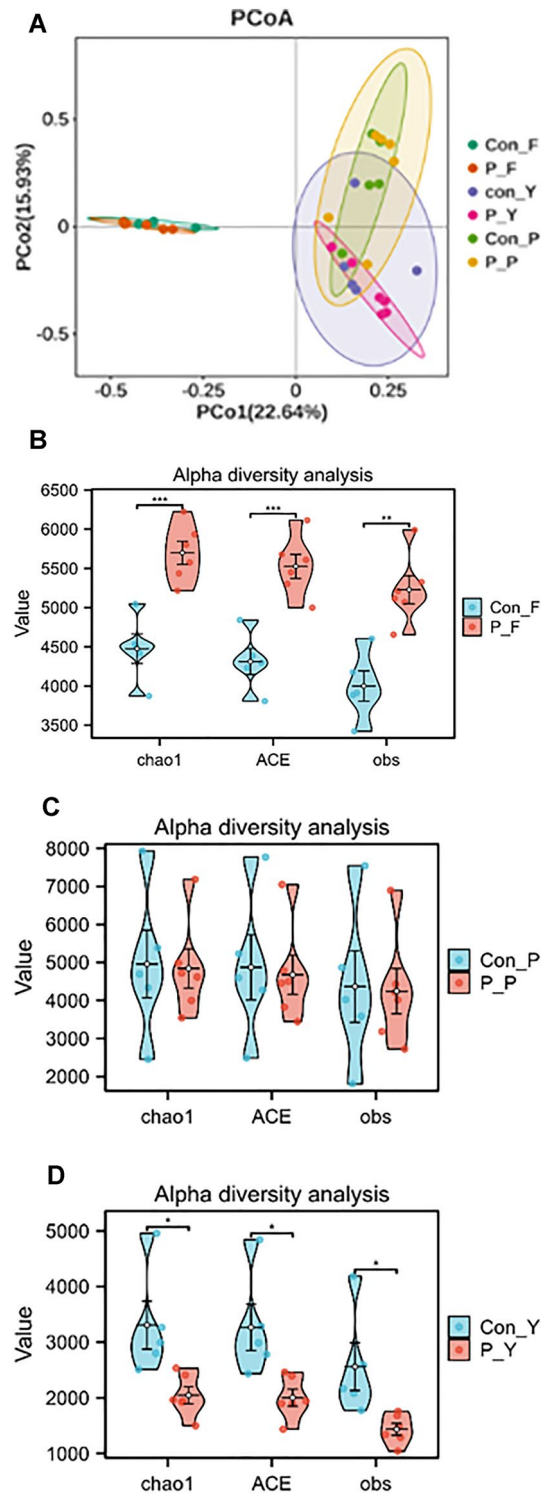 A
PCoA
PCo2(15.93%)
0.5
0
-0.5
-0.5
-0.25
0
0.25
PCo1(22.64%)
Con_F
P_F
con_Y
P_Y
Con_P
P_P
B
Alpha diversity analysis
Value
6500
6000
5500
5000
4500
4000
3500
***
***
**
chao1
ACE
obs
Con_F
P_F
C
Alpha diversity analysis
Value
8000
7000
6000
5000
4000
3000
2000
chao1
ACE
obs
Con_P
P_P
D
Alpha diversity analysis
Value
5000
4000
3000
2000
1000
*
*
*
chao1
ACE
obs
Con_Y
P_Y